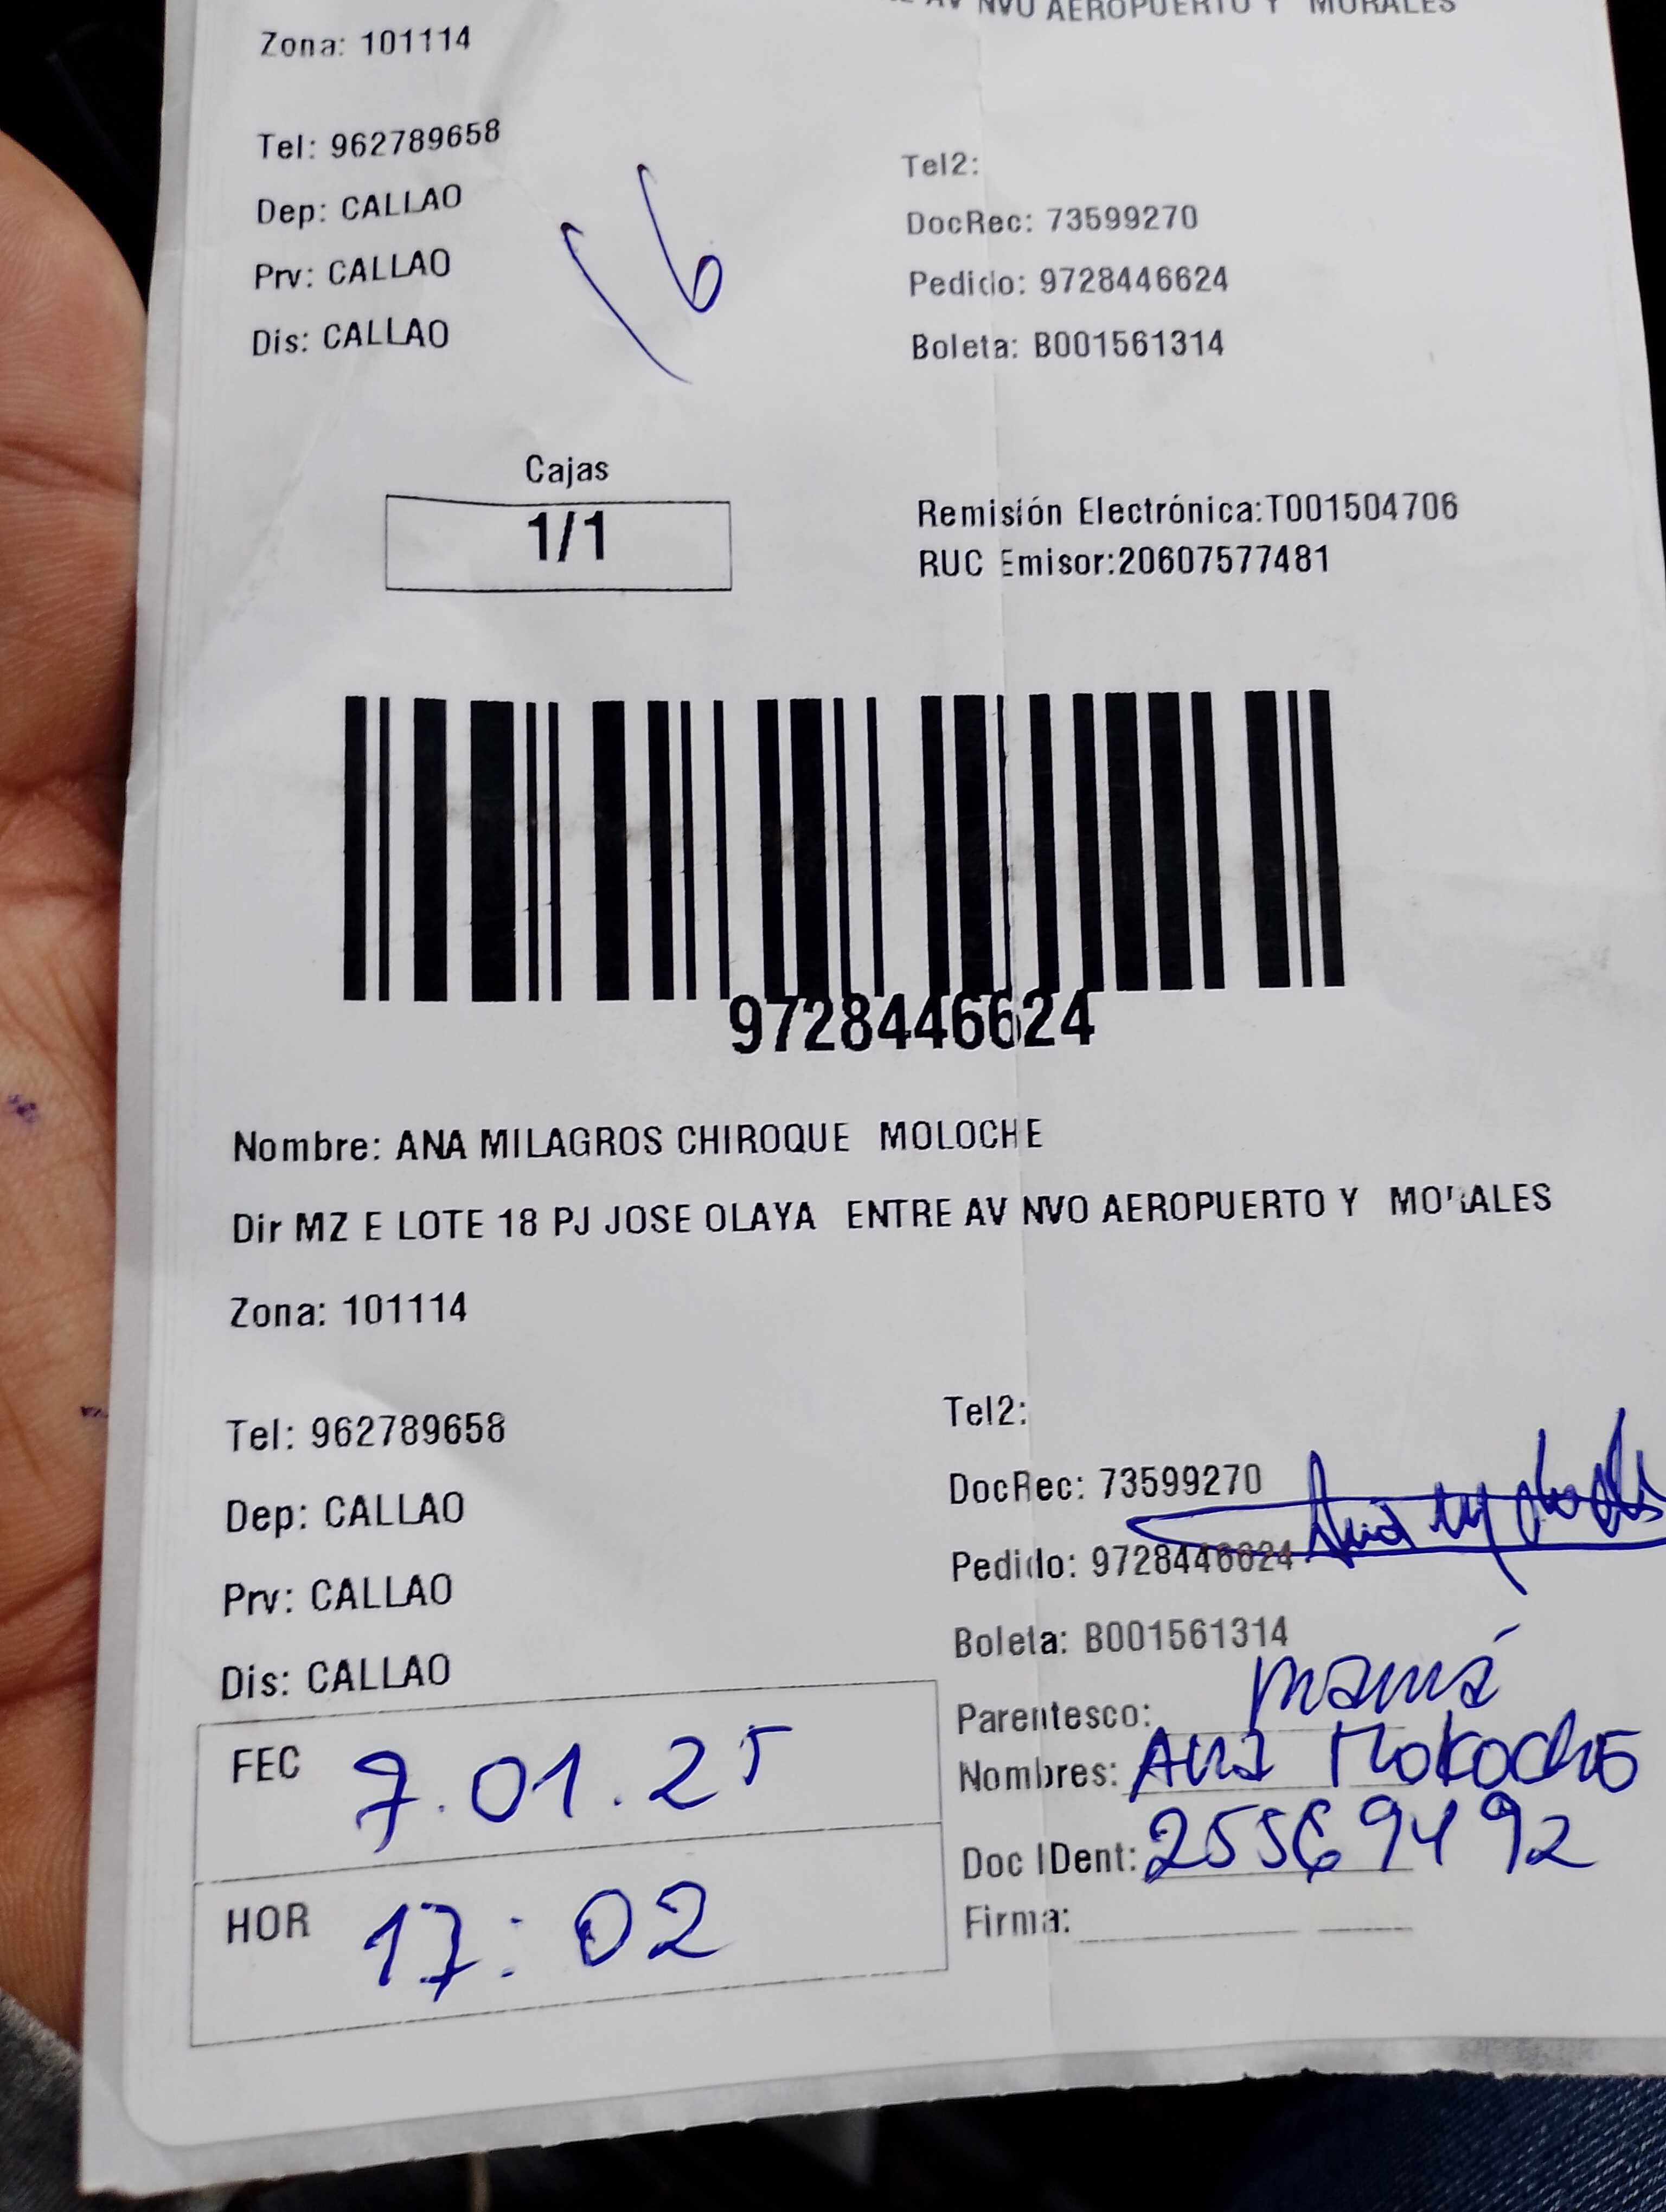 AV NVO AEROPUERTO Y MORALES
Zona: 101114
Tel: 962789658
Tel2:
Dep: CALLAO
DocRec: 73599270
Prv: CALLAO
Pedido: 9728446624
Dis: CALLAO
Boleta: B001561314
16
Cajas
1/1
Remisión Electrónica:T001504706
RUC Emisor:20607577481
9728446624
Nombre: ANA MILAGROS CHIROQUE MOLOCHE
Dir MZ E LOTE 18 PJ JOSE OLAYA ENTRE AV NVO AEROPUERTO Y MORALES
Zona: 101114
Tel: 962789658
Tel2:
Dep: CALLAO
DocRec: 73599270
Prv: CALLAO
Pedido: 9728446624
Dis: CALLAO
Boleta: B001561314
Parentesco: mamá
FEC 7.01.25
Nombres: Ana
Doc IDent: 25569492
HOR 17:02
Firma: